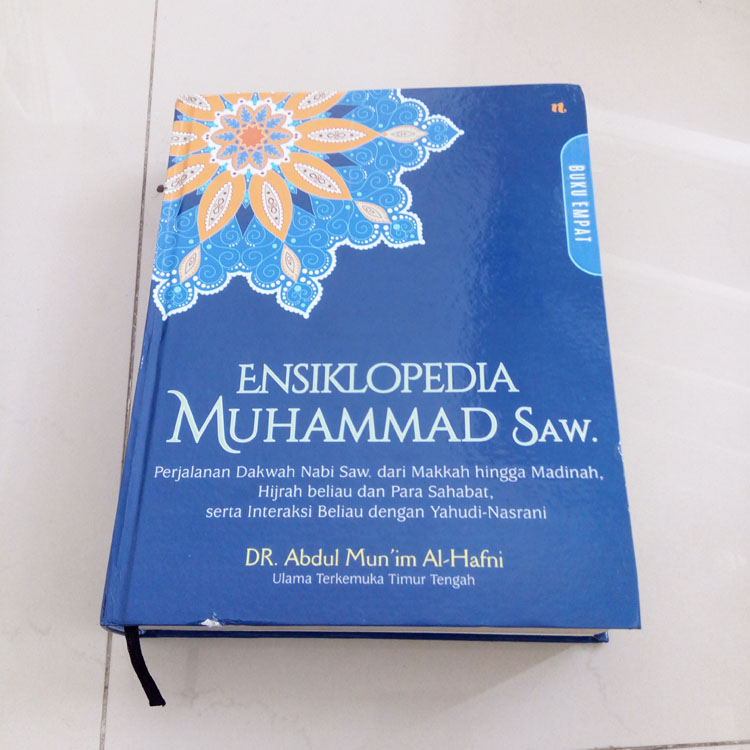 n
BUKU EMPAT
ENSIKLOPEDIA
MUHAMMAD SAW.
Perjalanan Dakwah Nabi Saw. dari Makkah hingga Madinah,
Hijrah beliau dan Para Sahabat,
serta Interaksi Beliau dengan Yahudi-Nasrani
DR. Abdul Mun'im Al-Hafni
Ulama Terkemuka Timur Tengah